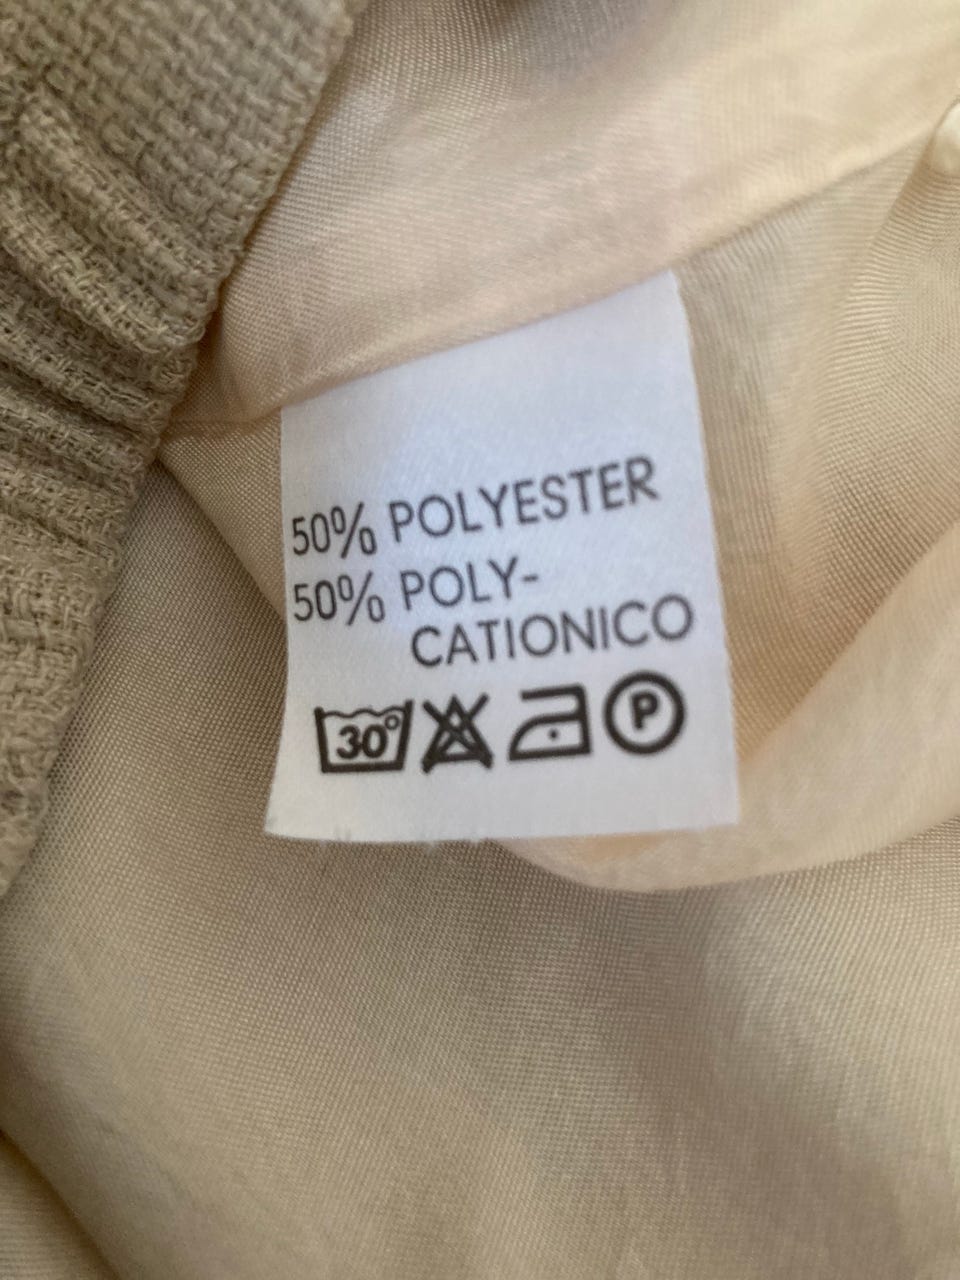 50% POLYESTER
50% POLY-
CATIONICO
30° P